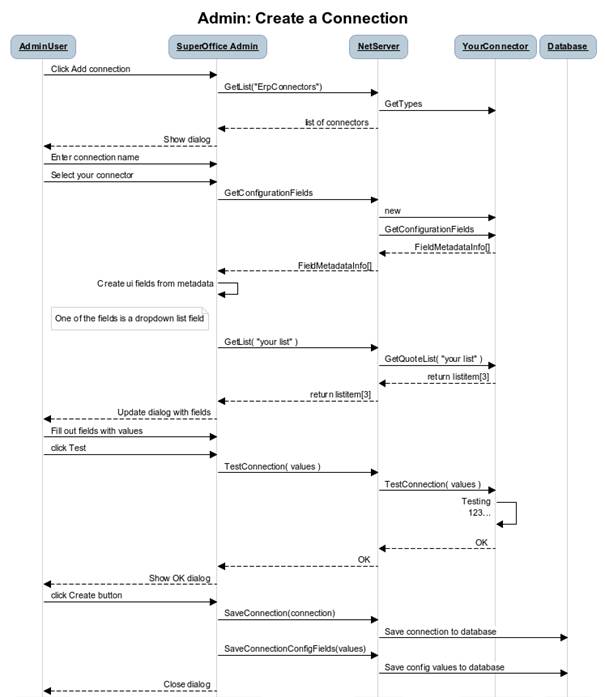 Admin: Create a Connection
AdminUser SuperOffice Admin NetServer YourConnector Database
Click Add connection
GetList("ErpConnectors")
GetTypes
list of connectors
Show dialog
Enter connection name
Select your connector
GetConfigurationFields
new
GetConfigurationFields
FieldMetadataInfo[]
FieldMetadataInfo[]
Create ui fields from metadata
One of the fields is a dropdown list field
GetList( "your list" )
GetQuoteList( "your list" )
return listitem[3]
return listitem[3]
Update dialog with fields
Fill out fields with values
click Test
TestConnection( values )
TestConnection( values )
Testing
123...
OK
OK
Show OK dialog
click Create button
SaveConnection(connection)
Save connection to database
SaveConnectionConfigFields(values)
Save config values to database
Close dialog